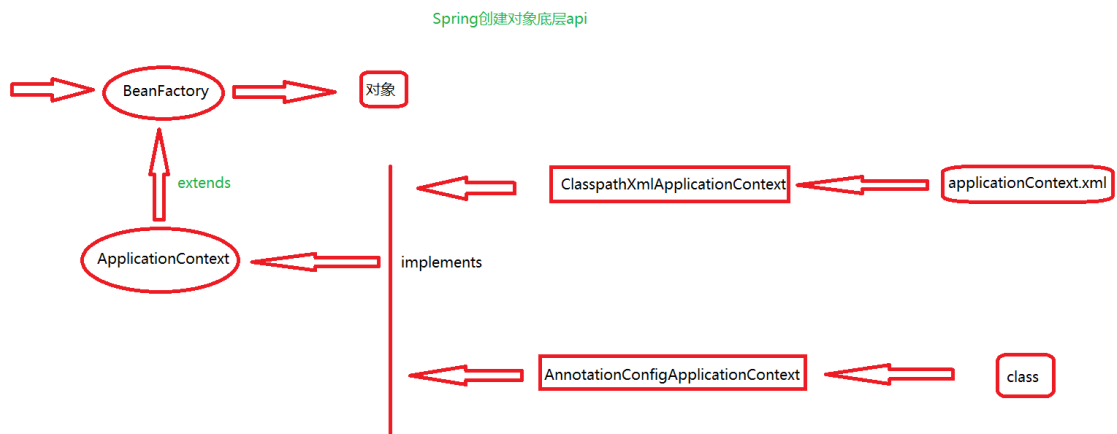 Spring创建对象底层api
BeanFactory
对象
extends
ClasspathXmlApplicationContext
applicationContext.xml
ApplicationContext
implements
AnnotationConfigApplicationContext
class